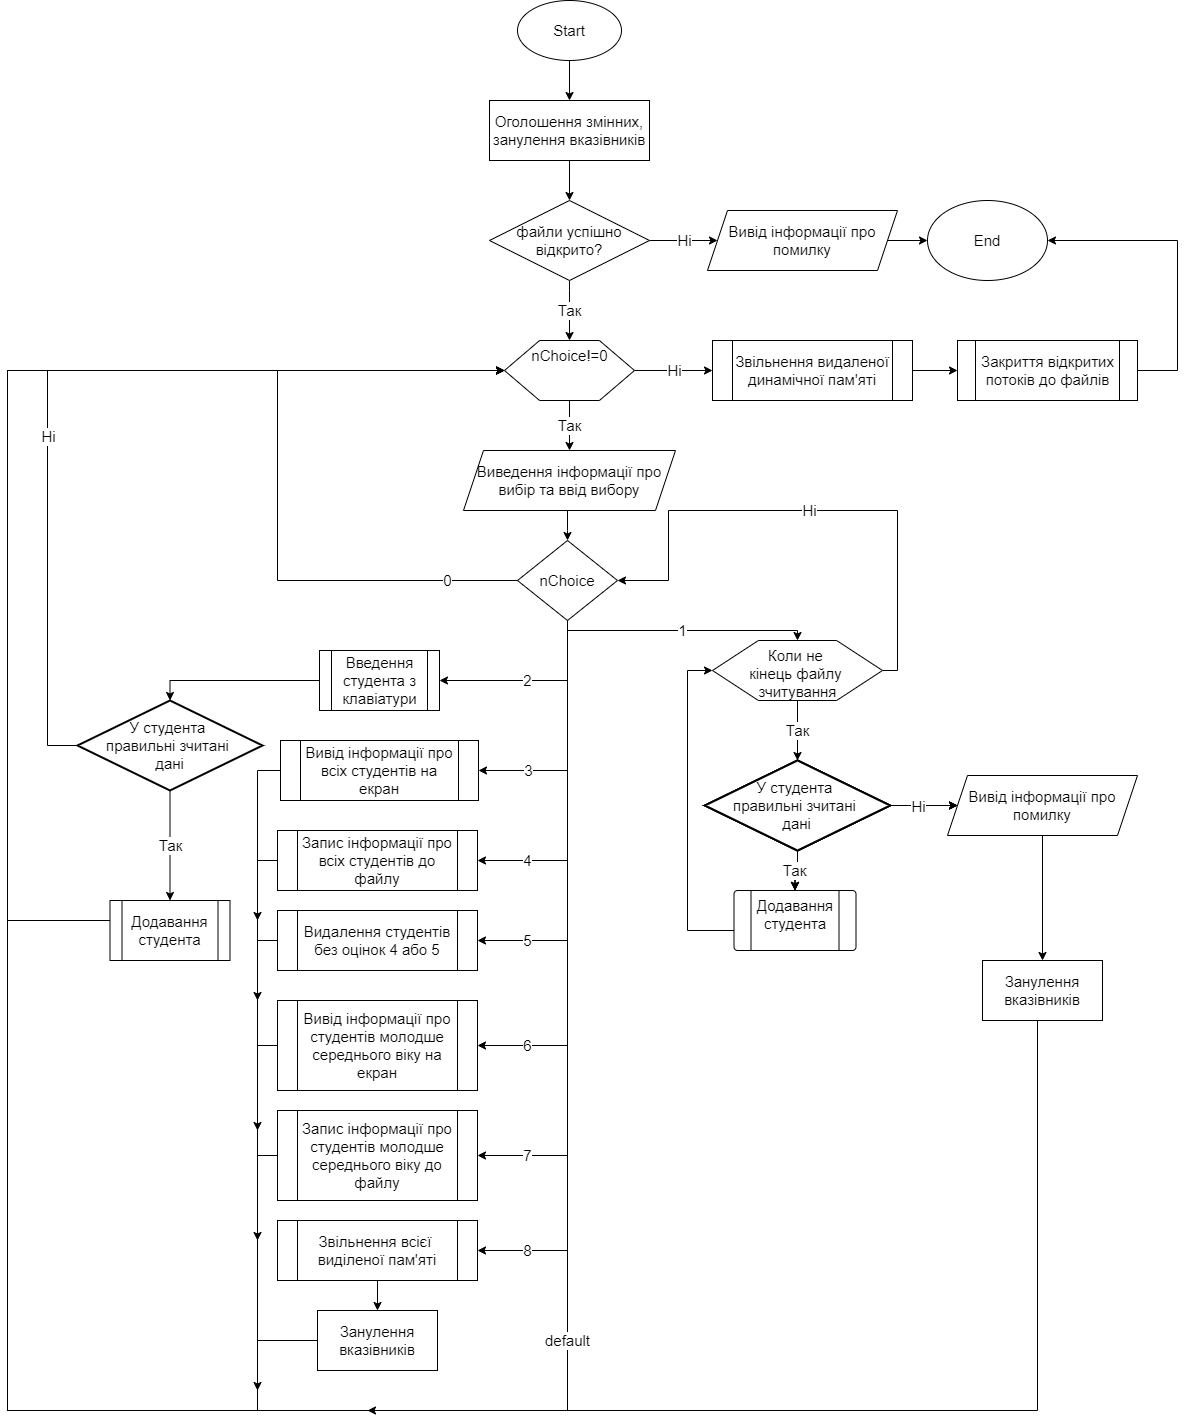 Start
Оголошення змінних,
занулення вказівників
файли успішно
відкрито?
Ні
Вивід інформації про
помилку
End
Так
nChoice!=0
Ні
Звільнення видаленої
динамічної пам'яті
Закриття відкритих
потоків до файлів
Так
Ні
Виведення інформації про
вибір та ввід вибору
Ні
nChoice
0
1
Коли не
кінець файлу
зчитування
Введення
студента з
клавіатури
2
У студента
правильні зчитані
дані
Так
Вивід інформації про
всіх студентів на
екран
3
У студента
правильні зчитані
дані
Ні
Вивід інформації про
помилку
Так
Запис інформації про
всіх студентів до
файлу
4
Так
Додавання
студента
Додавання
студента
Видалення студентів
без оцінок 4 або 5
5
Занулення
вказівників
Вивід інформації про
студентів молодше
середнього віку на
екран
6
Запис інформації про
студентів молодше
середнього віку до
файлу
7
Звільнення всієї
виділеної пам'яті
8
Занулення
вказівників
default